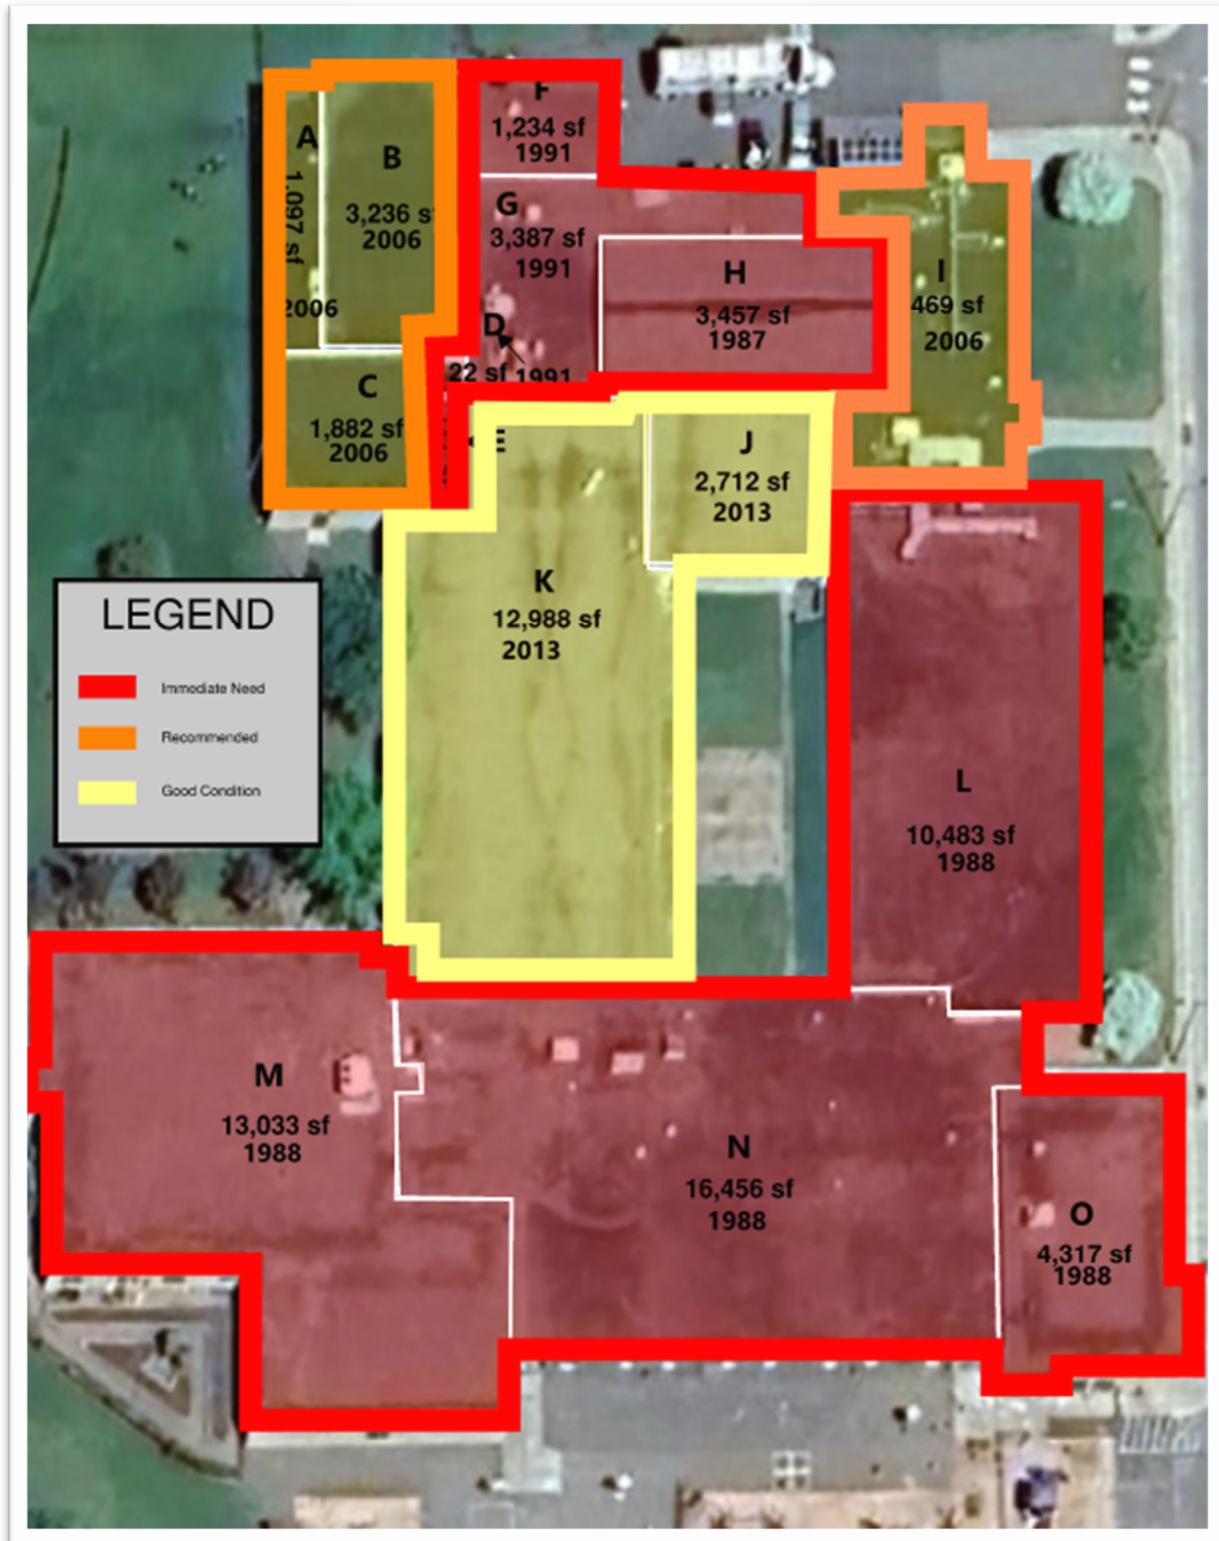 A
1.097 sf
2006
B
3,236 s
2006
C
1,882 sf
2006
F
1,234 sf
1991
G
3,387 sf
1991
D
22 sf 1991
E
H
3,457 sf
1987
I
469 sf
2006
J
2,712 sf
2013
K
12,988 sf
2013
LEGEND
Immediate Need
Recommended
Good Condition
L
10,483 sf
1988
M
13,033 sf
1988
N
16,456 sf
1988
O
4,317 sf
1988